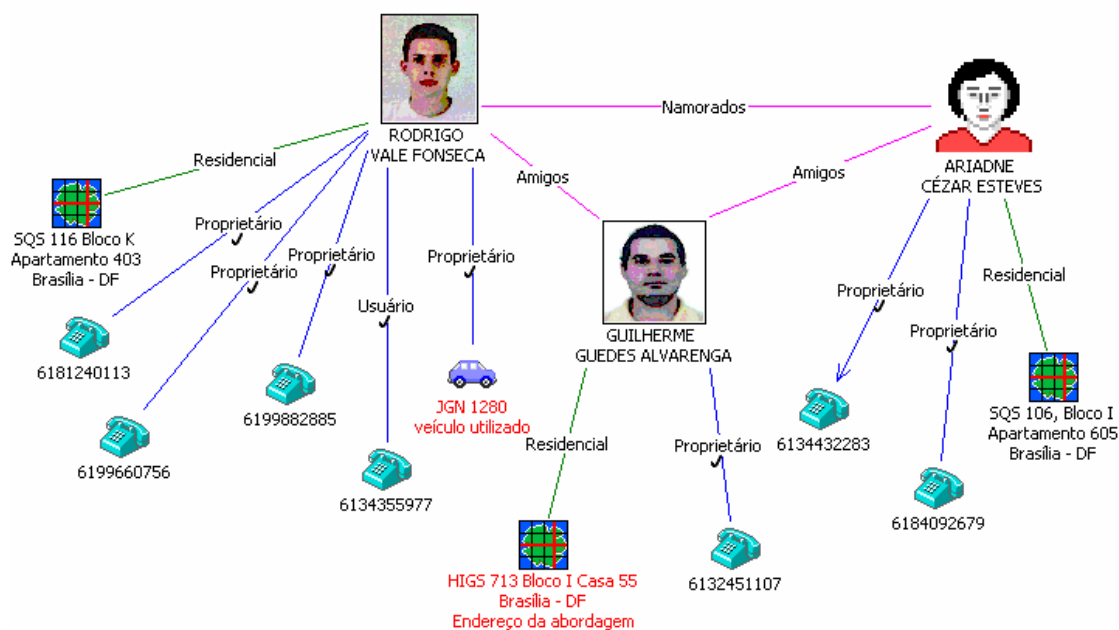 Namorados
RODRIGO
VALE FONSECA
Residencial
Amigos
Amigos
ARIADNE
CÉZAR ESTEVES
SQS 116 Bloco K
Apartamento 403
Brasília - DF
Proprietário
Proprietário
Proprietário
Proprietário
Usuário
Residencial
Proprietário
Proprietário
GUILHERME
GUEDES ALVARENGA
6181240113
6199882885
JGN 1280
veículo utilizado
6199660756
6134355977
Residencial
Proprietário
6134432283
SQS 106, Bloco I
Apartamento 605
Brasília - DF
6184092679
HIGS 713 Bloco I Casa 55
Brasília - DF
Endereço da abordagem
6132451107